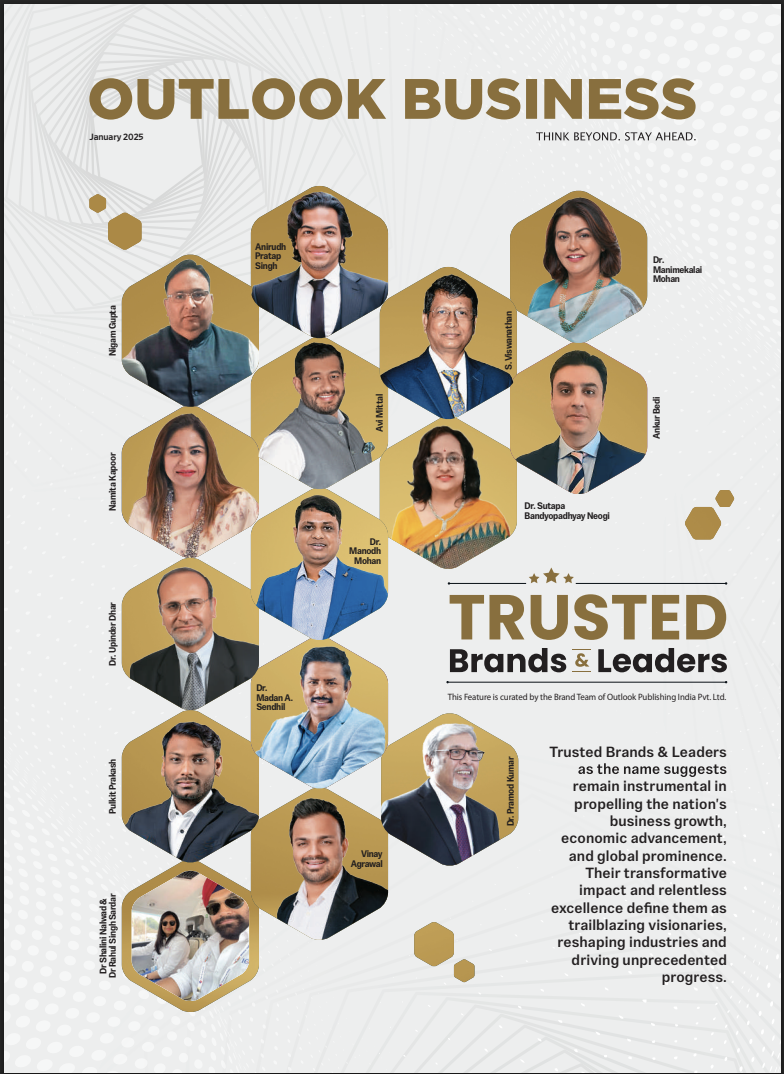 OUTLOOK BUSINESS
January 2025
THINK BEYOND. STAY AHEAD.
Anirudh
Pratap
Singh
Dr.
Manimekalai
Mohan
Nigam Gupta
S. Viswanathan
Avi Mittal
Ankur Bedi
Namita Kapoor
Dr. Sutapa
Bandyopadhyay Neogi
Dr.
Manodh
Mohan
TRUSTED
Brands & Leaders
This Feature is curated by the Brand Team of Outlook Publishing India Pvt. Ltd.
Dr. Upinder Dhar
Dr.
Madan A.
Sendhil
Pulkit Prakash
Dr. Pramod Kumar
Vinay
Agrawal
Dr Shalini Nalwad &
Dr Rahul Singh Sardar
Trusted Brands & Leaders
as the name suggests
remain instrumental in
propelling the nation's
business growth,
economic advancement,
and global prominence.
Their transformative
impact and relentless
excellence define them as
trailblazing visionaries,
reshaping industries and
driving unprecedented
progress.